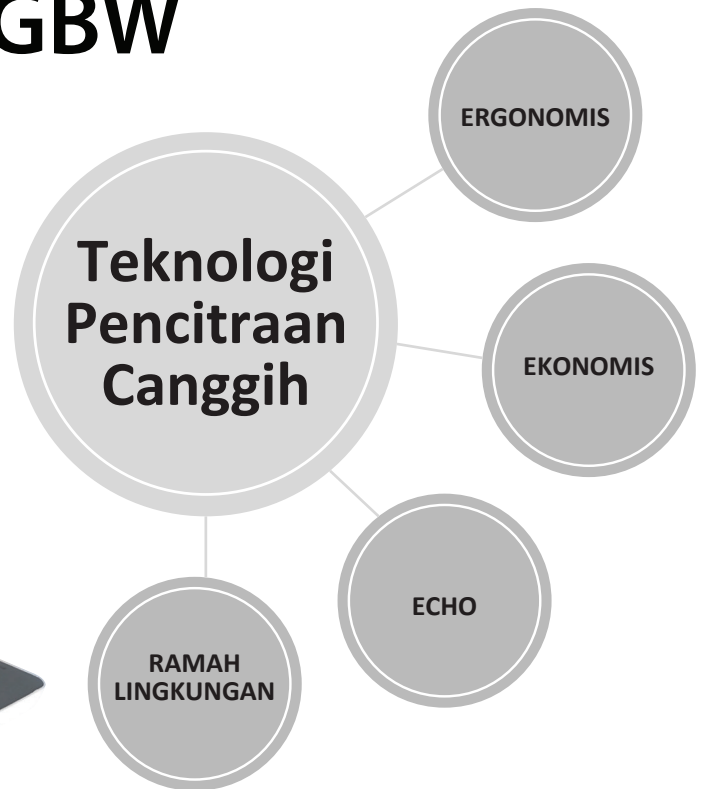 GBW
ERGONOMIS
Teknologi
Pencitraan
Canggih
EKONOMIS
ECHO
RAMAH
LINGKUNGAN